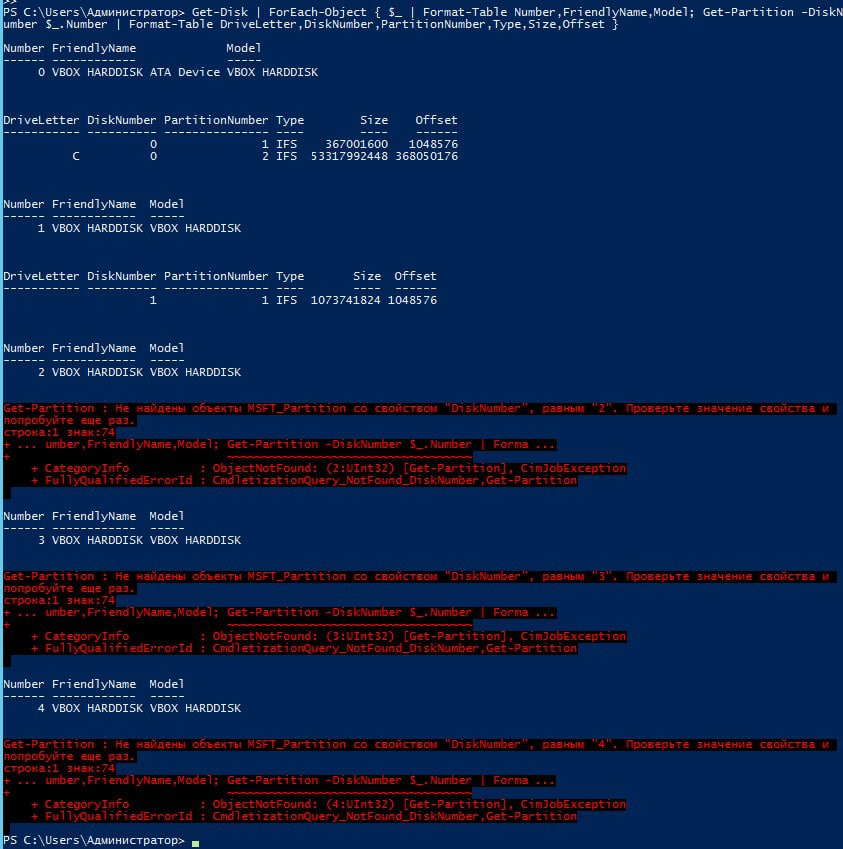 >>
PS C:\Users\Администратор> Get-Disk | ForEach-Object { $_ | Format-Table Number,FriendlyName,Model; Get-Partition -DiskN
umber $_.Number | Format-Table DriveLetter,DiskNumber,PartitionNumber,Type,Size,Offset }
Number FriendlyName             Model
------ ------------             -----
     0 VBOX HARDDISK ATA Device VBOX HARDDISK
DriveLetter DiskNumber PartitionNumber Type        Size    Offset
----------- ---------- --------------- ----        ----    ------
                     0               1 IFS    367001600   1048576
          C          0               2 IFS  53317992448 368050176
Number FriendlyName  Model
------ ------------  -----
     1 VBOX HARDDISK VBOX HARDDISK
DriveLetter DiskNumber PartitionNumber Type       Size  Offset
----------- ---------- --------------- ----       ----  ------
                     1               1 IFS  1073741824 1048576
Number FriendlyName  Model
------ ------------  -----
     2 VBOX HARDDISK VBOX HARDDISK
Get-Partition : Не найдены объекты MSFT_Partition со свойством "DiskNumber", равным "2". Проверьте значение свойства и
попробуйте еще раз.
строка:1 знак:74
+ ... umber,FriendlyName,Model; Get-Partition -DiskNumber $_.Number | Forma ...
+                               ~~~~~~~~~~~~~~~~~~~~~~~~~~~~~~~~~~~
    + CategoryInfo          : ObjectNotFound: (2:UInt32) [Get-Partition], CimJobException
    + FullyQualifiedErrorId : CmdletizationQuery_NotFound_DiskNumber,Get-Partition
Number FriendlyName  Model
------ ------------  -----
     3 VBOX HARDDISK VBOX HARDDISK
Get-Partition : Не найдены объекты MSFT_Partition со свойством "DiskNumber", равным "3". Проверьте значение свойства и
попробуйте еще раз.
строка:1 знак:74
+ ... umber,FriendlyName,Model; Get-Partition -DiskNumber $_.Number | Forma ...
+                               ~~~~~~~~~~~~~~~~~~~~~~~~~~~~~~~~~~~
    + CategoryInfo          : ObjectNotFound: (3:UInt32) [Get-Partition], CimJobException
    + FullyQualifiedErrorId : CmdletizationQuery_NotFound_DiskNumber,Get-Partition
Number FriendlyName  Model
------ ------------  -----
     4 VBOX HARDDISK VBOX HARDDISK
Get-Partition : Не найдены объекты MSFT_Partition со свойством "DiskNumber", равным "4". Проверьте значение свойства и
попробуйте еще раз.
строка:1 знак:74
+ ... umber,FriendlyName,Model; Get-Partition -DiskNumber $_.Number | Forma ...
+                               ~~~~~~~~~~~~~~~~~~~~~~~~~~~~~~~~~~~
    + CategoryInfo          : ObjectNotFound: (4:UInt32) [Get-Partition], CimJobException
    + FullyQualifiedErrorId : CmdletizationQuery_NotFound_DiskNumber,Get-Partition
PS C:\Users\Администратор>